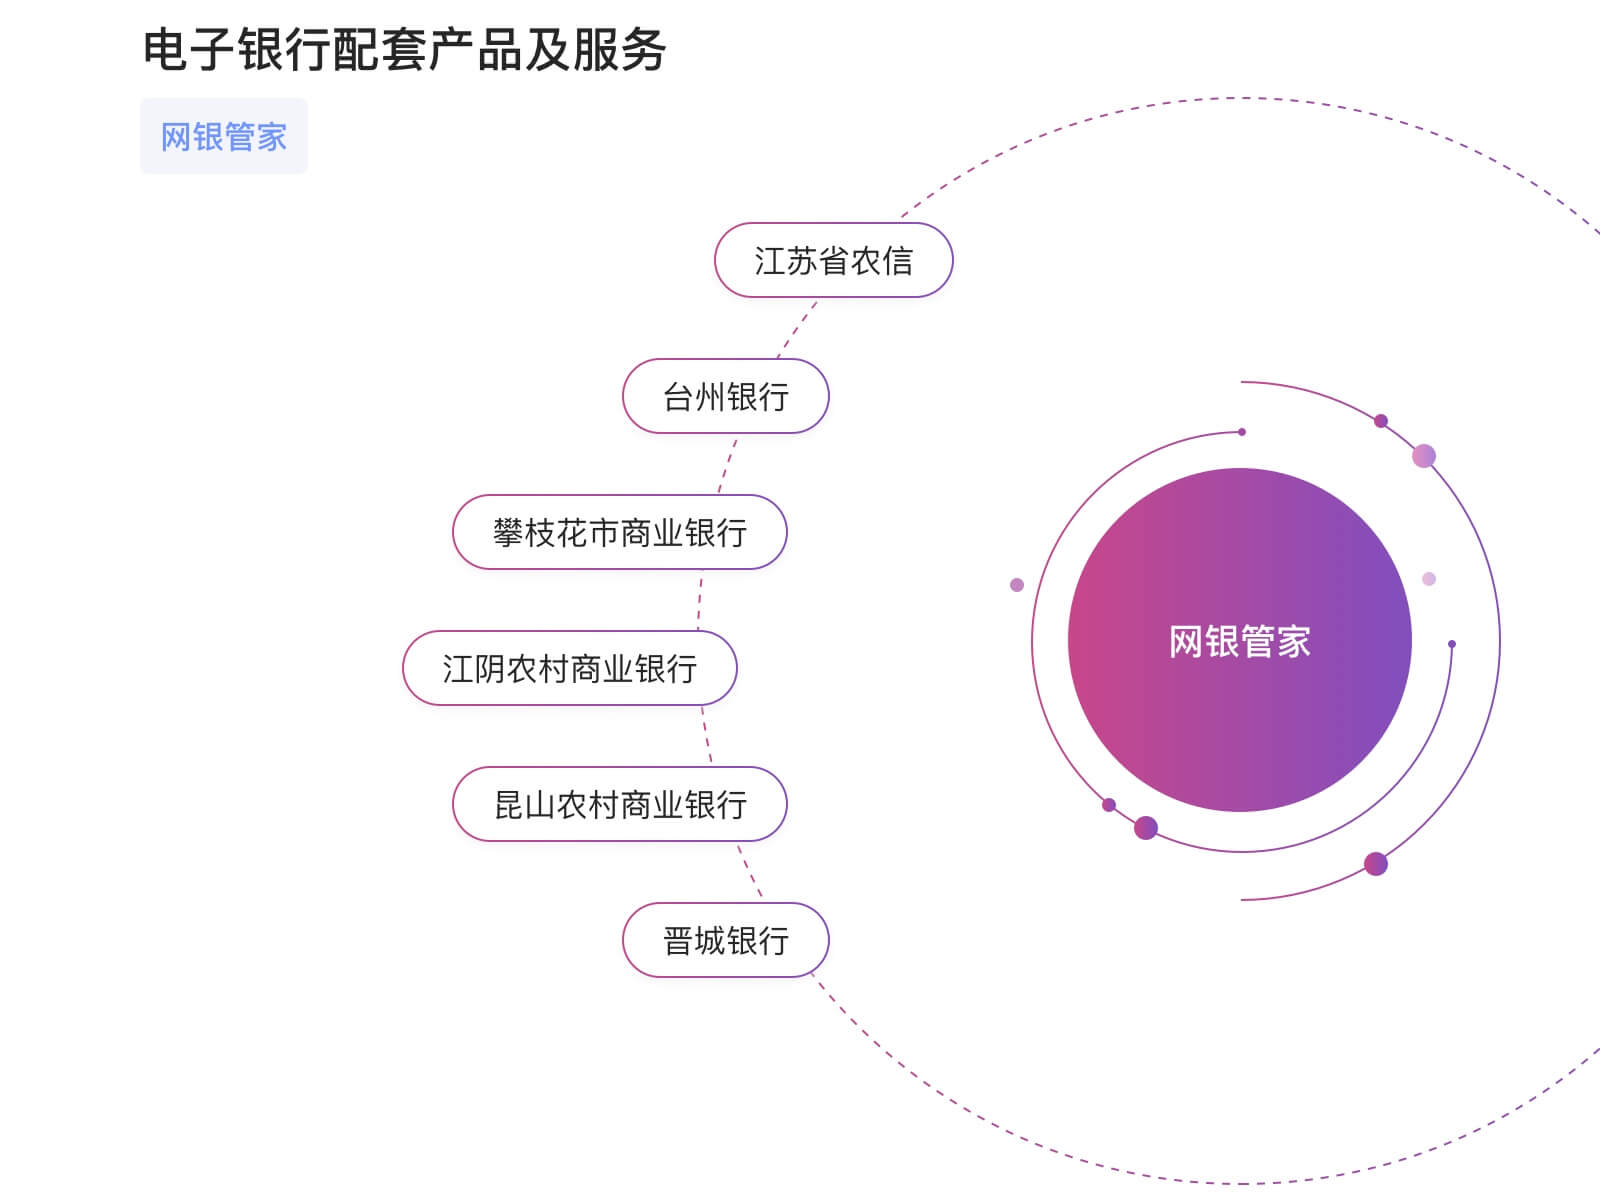 电子银行配套产品及服务
网银管家
江苏省农信
台州银行
攀枝花市商业银行
江阴农村商业银行
昆山农村商业银行
晋城银行
网银管家